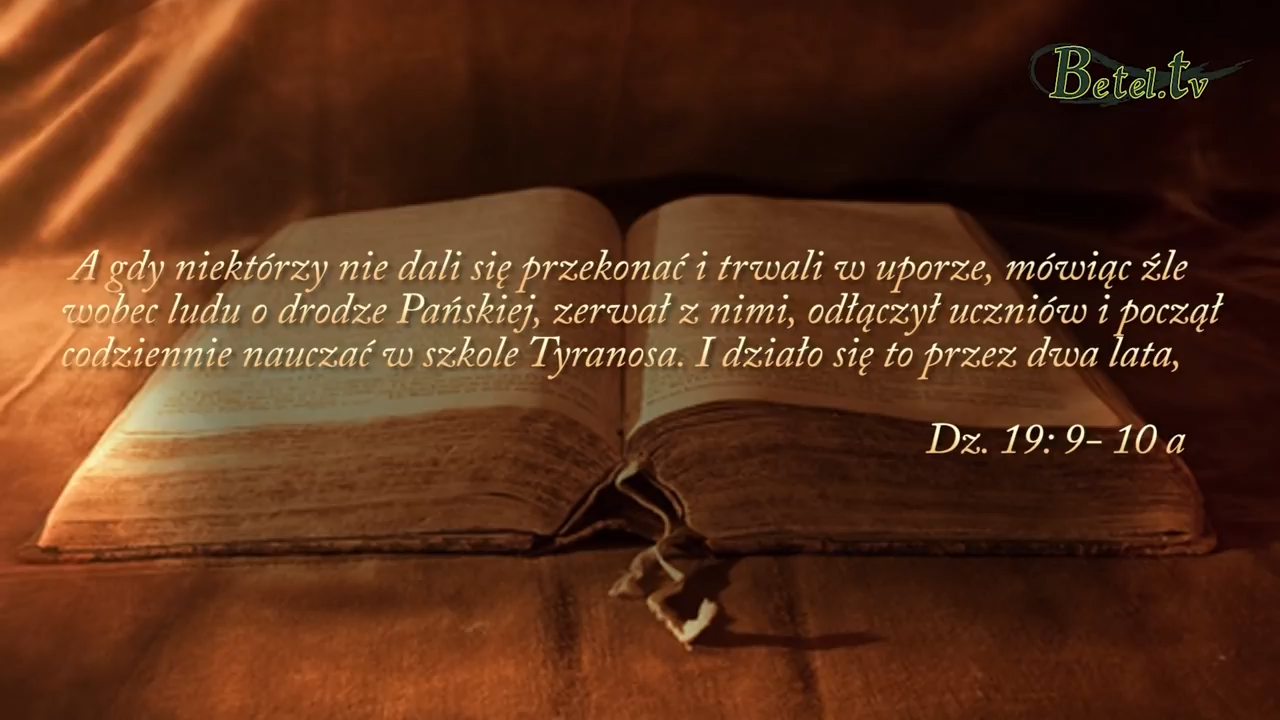 Betel.tv
A gdy niektórzy nie dali się przekonać i trwali w uporze, mówiąc źle
wobec ludu o drodze Pańskiej, zerwał z nimi, odłączył uczniów i począł
codziennie nauczać w szkole Tyranosa. I działo się to przez dwa lata,
Dz. 19: 9– 10 a